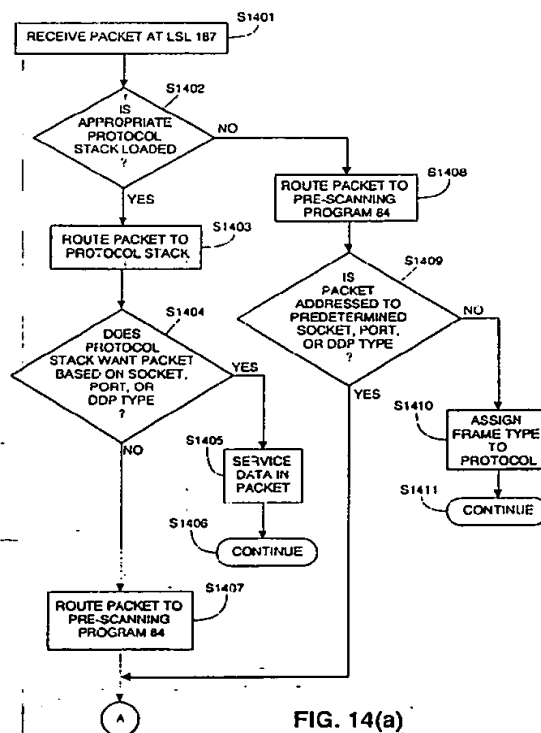 S1401
RECEIVE PACKET AT LSL 187
S1402
IS
APPROPRIATE
PROTOCOL
STACK LOADED
?
NO
YES
S1403
ROUTE PACKET TO
PROTOCOL STACK
S1408
ROUTE PACKET TO
PRE-SCANNING
PROGRAM 84
S1404
DOES
PROTOCOL
STACK WANT PACKET
BASED ON SOCKET,
PORT, OR
DDP TYPE
?
YES
NO
S1409
IS
PACKET
ADDRESSED TO
PREDETERMINED
SOCKET, PORT,
OR DDP TYPE
?
NO
YES
S1405
SERVICE
DATA IN
PACKET
S1406
CONTINUE
S1410
ASSIGN
FRAME TYPE
TO
PROTOCOL
S1411
CONTINUE
S1407
ROUTE PACKET TO
PRE-SCANNING
PROGRAM 84
A
FIG. 14(a)